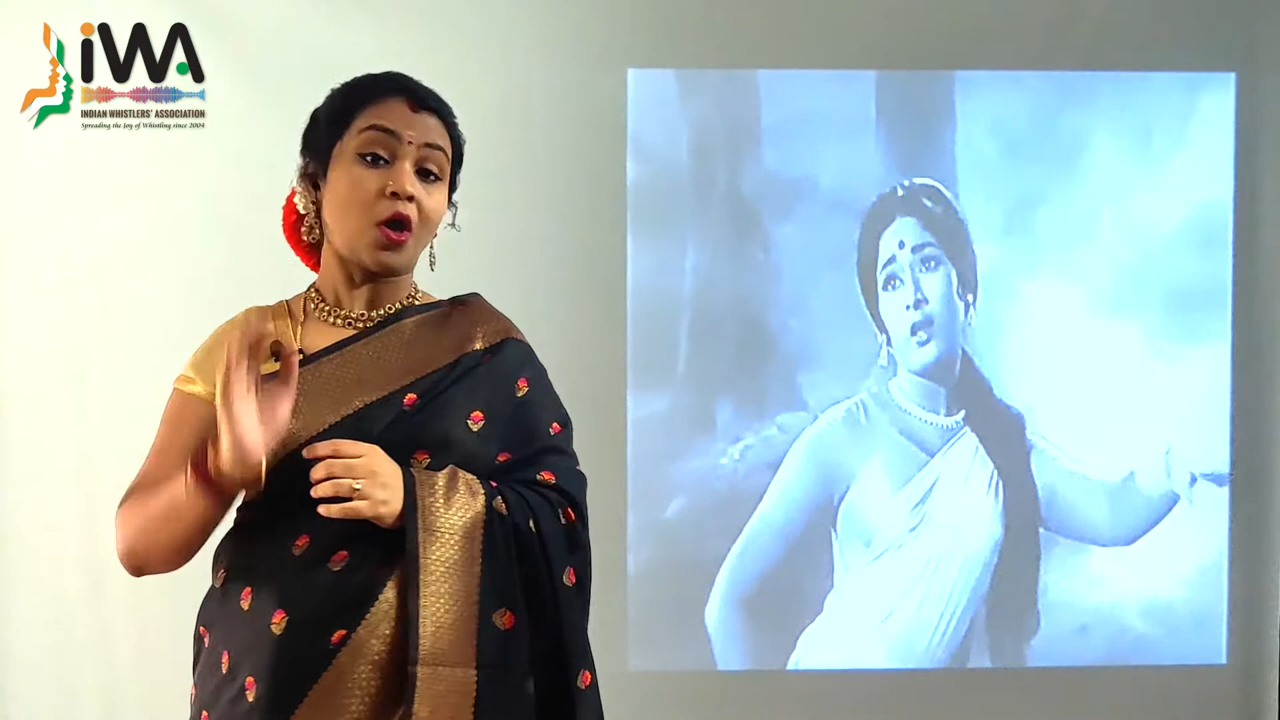 iWA
INDIAN WHISTLERS' ASSOCIATION
Spreading the Joy of Whistling since 2004